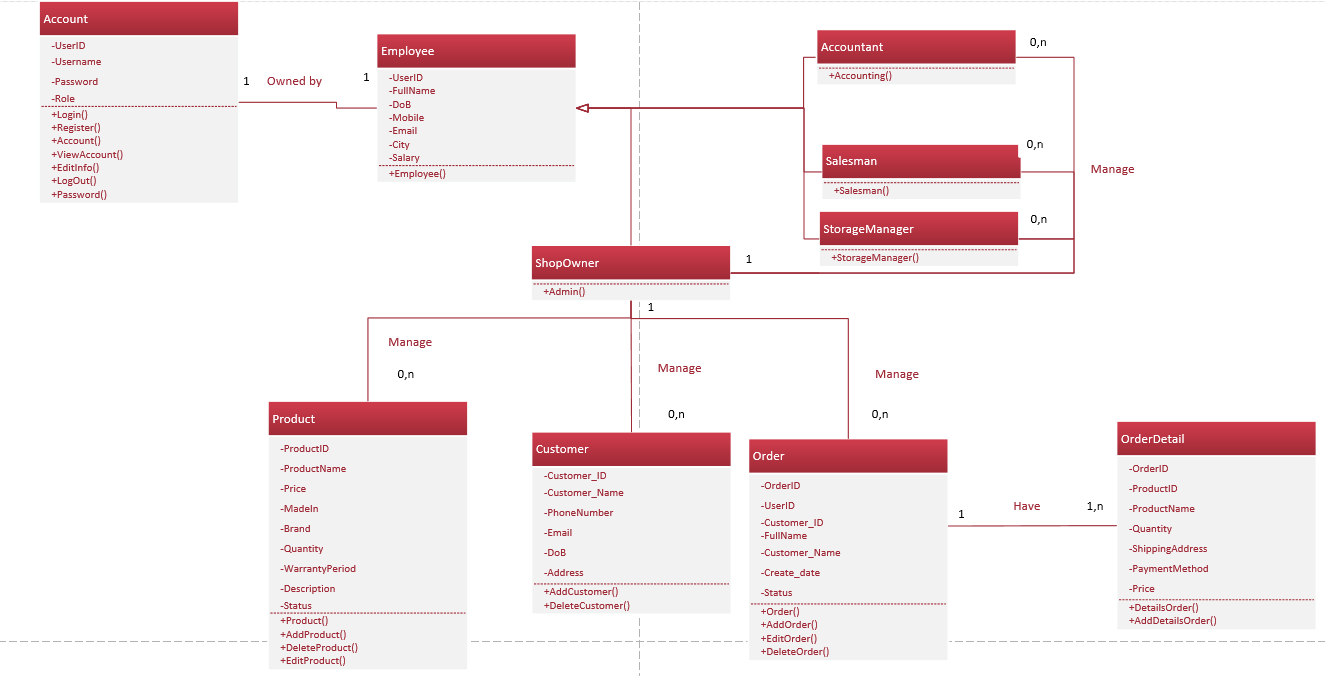 Account
-UserID
-Username
-Password
-Role
+Login()
+Register()
+Account()
+ViewAccount()
+EditInfo()
+LogOut()
+Password()
1
Owned by
1
Employee
-UserID
-FullName
-DoB
-Mobile
-Email
-City
-Salary
+Employee()
Accountant
+Accounting()
0,n
Salesman
+Salesman()
0,n
Manage
StorageManager
+StorageManager()
0,n
ShopOwner
+Admin()
1
1
Manage
0,n
Manage
0,n
Manage
0,n
Product
-ProductID
-ProductName
-Price
-MadeIn
-Brand
-Quantity
-WarrantyPeriod
-Description
-Status
+Product()
+AddProduct()
+DeleteProduct()
+EditProduct()
Customer
-Customer_ID
-Customer_Name
-PhoneNumber
-Email
-DoB
-Address
+AddCustomer()
+DeleteCustomer()
Order
-OrderID
-UserID
-Customer_ID
-FullName
-Customer_Name
-Create_date
-Status
+Order()
+AddOrder()
+EditOrder()
+DeleteOrder()
1
Have
1,n
OrderDetail
-OrderID
-ProductID
-ProductName
-Quantity
-ShippingAddress
-PaymentMethod
-Price
+DetailsOrder()
+AddDetailsOrder()